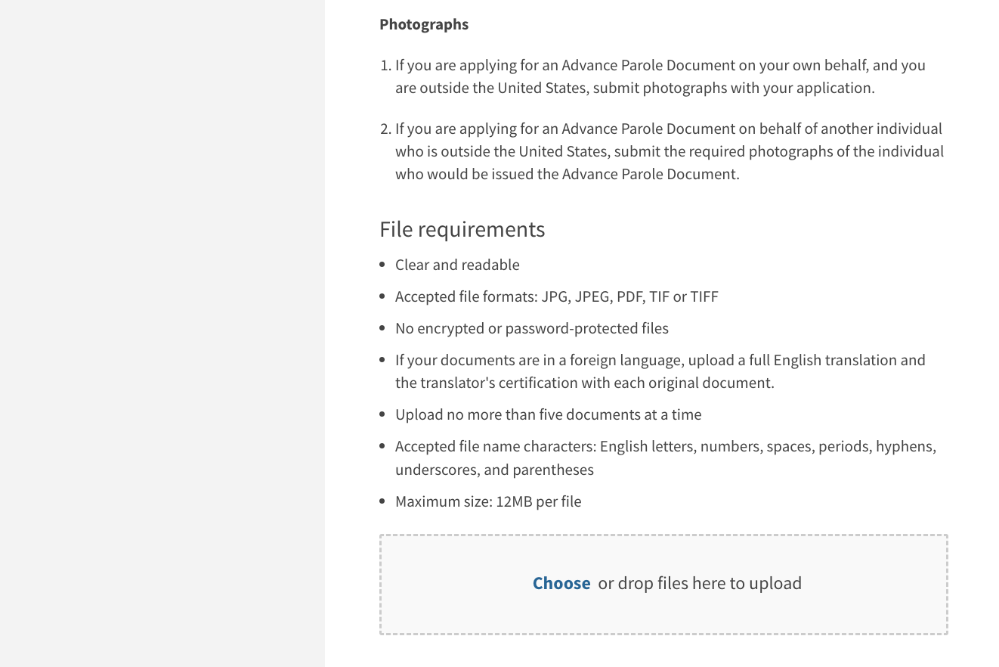 Photographs
1. If you are applying for an Advance Parole Document on your own behalf, and you
are outside the United States, submit photographs with your application.
2. If you are applying for an Advance Parole Document on behalf of another individual
who is outside the United States, submit the required photographs of the individual
who would be issued the Advance Parole Document.
File requirements
• Clear and readable
• Accepted file formats: JPG, JPEG, PDF, TIF or TIFF
• No encrypted or password-protected files
• If your documents are in a foreign language, upload a full English translation and
the translator's certification with each original document.
• Upload no more than five documents at a time
• Accepted file name characters: English letters, numbers, spaces, periods, hyphens,
underscores, and parentheses
• Maximum size: 12MB per file
Choose or drop files here to upload